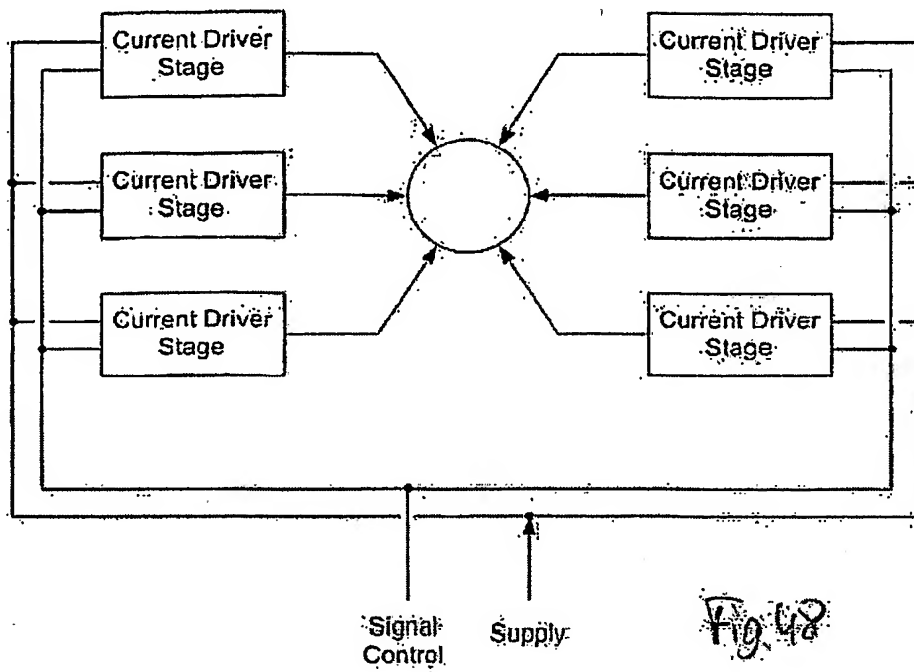 Current Driver
Stage
Current Driver
Stage
Current Driver
Stage
Current Driver
Stage
Current Driver
Stage
Current Driver
Stage
Signal
Control
Supply
Fig. 48